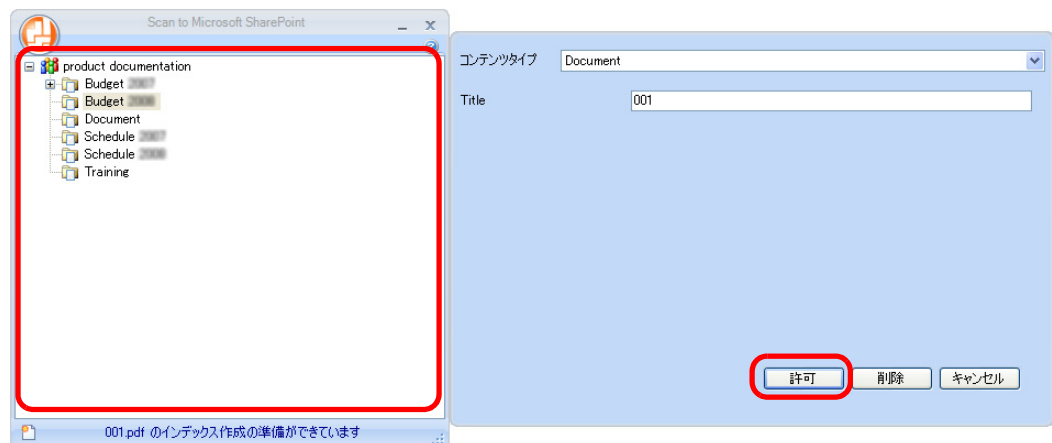 Scan to Microsoft SharePoint
product documentation
Budget
Budget
Document
Schedule
Schedule
Training
001.pdf のインデックス作成の準備ができています
コンテンツタイプ Document
Title 001
許可 削除 キャンセル